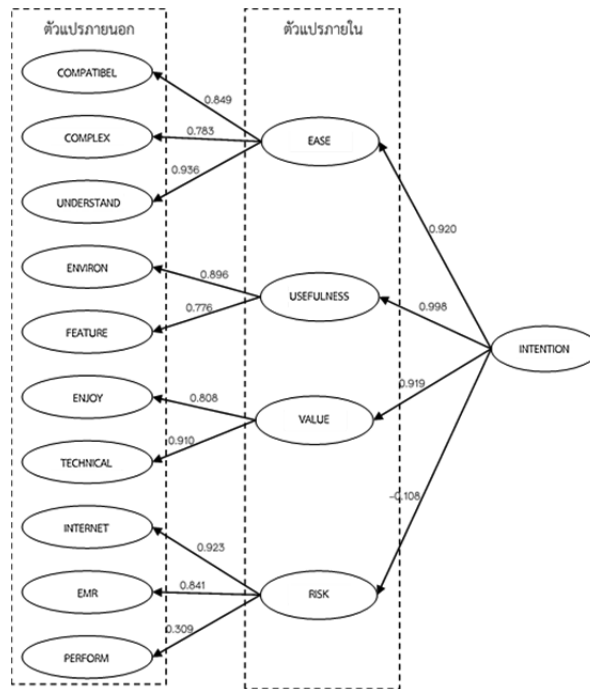 ตัวแปรภายนอก
ตัวแปรภายใน
COMPATIBEL
0.849
COMPLEX
0.783
EASE
0.936
UNDERSTAND
0.920
ENVIRON
0.896
USEFULNESS
0.998
FEATURE
0.776
INTENTION
ENJOY
0.808
0.919
VALUE
TECHNICAL
0.910
-0.108
INTERNET
0.923
EMR
0.841
RISK
0.309
PERFORM